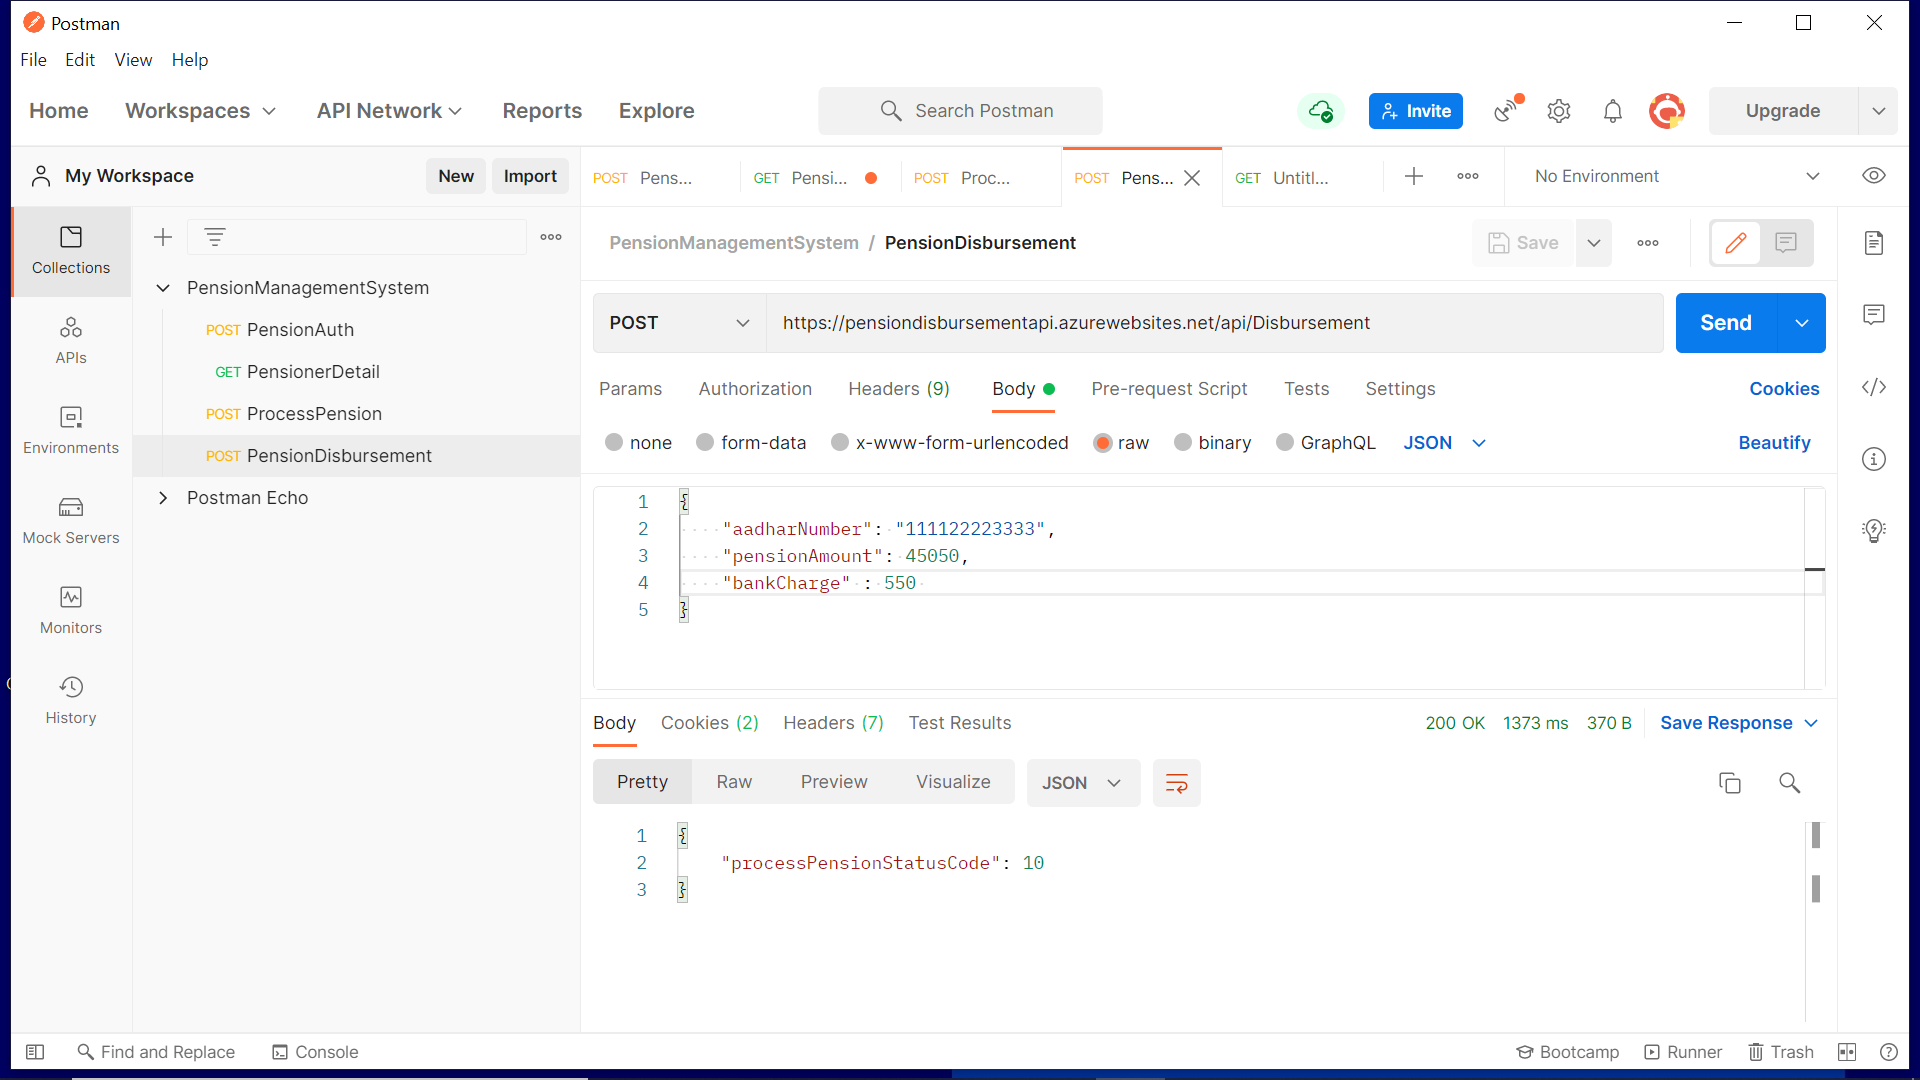 Postman
File Edit View Help
Home Workspaces API Network Reports Explore Search Postman Invite Upgrade
My Workspace New Import
POST Pens... GET Pensi... POST Proc... POST Pens... GET Untitl... No Environment
Collections
APIs
Environments
Mock Servers
Monitors
History
PensionManagementSystem
POST PensionAuth
GET PensionerDetail
POST ProcessPension
POST PensionDisbursement
Postman Echo
PensionManagementSystem / PensionDisbursement Save
POST https://pensiondisbursementapi.azurewebsites.net/api/Disbursement Send
Params Authorization Headers (9) Body Pre-request Script Tests Settings Cookies
none form-data x-www-form-urlencoded raw binary GraphQL JSON Beautify
1 {
2 "aadharNumber": "111122223333",
3 "pensionAmount": 45050,
4 "bankCharge" : 550
5 }
Body Cookies (2) Headers (7) Test Results 200 OK 1373 ms 370 B Save Response
Pretty Raw Preview Visualize JSON
1 {
2 "processPensionStatusCode": 10
3 }
Find and Replace Console Bootcamp Runner Trash